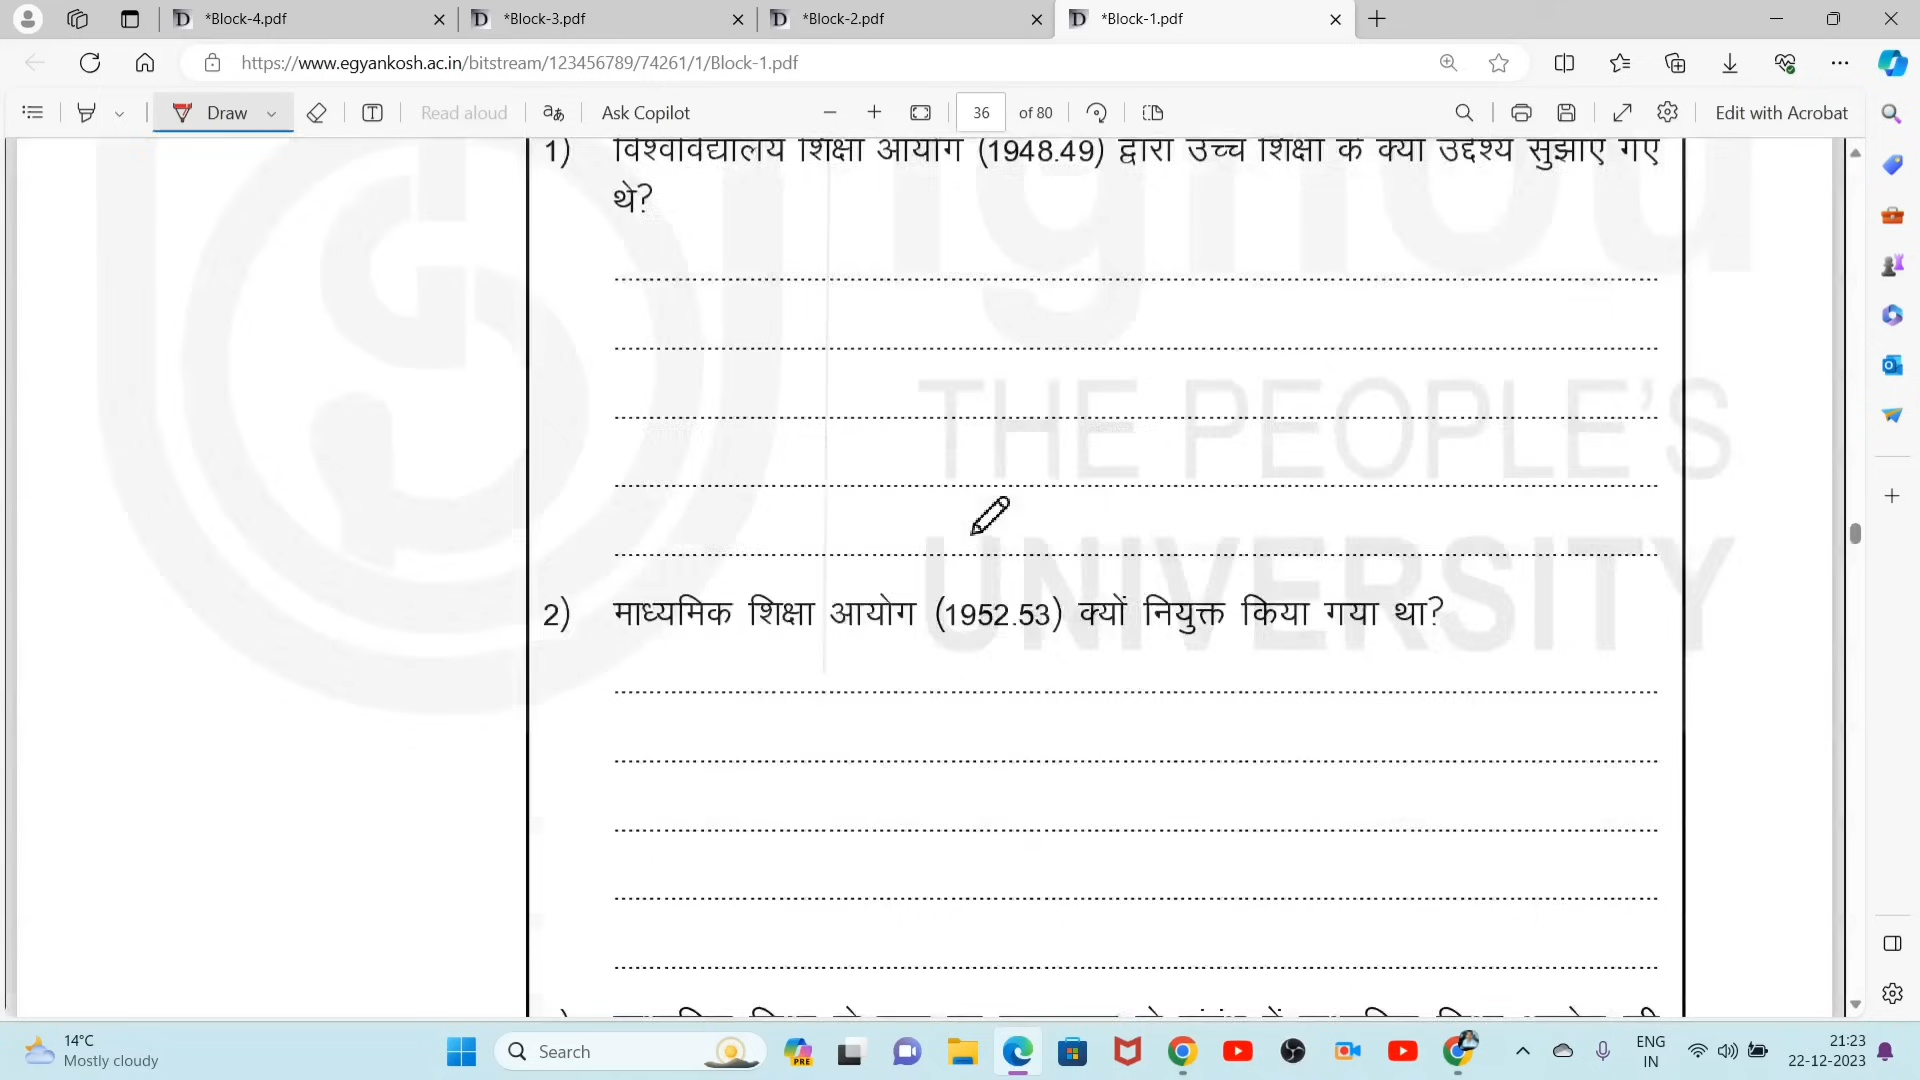 *Block-4.pdf
*Block-3.pdf
*Block-2.pdf
*Block-1.pdf
https://www.egyankosh.ac.in/bitstream/123456789/74261/1/Block-1.pdf
Draw
Read aloud
Ask Copilot
36
of 80
Edit with Acrobat
1) विश्वविद्यालय शिक्षा आयोग (1948.49) द्वारा उच्च शिक्षा के क्या उद्देश्य सुझाए गए
थे?
ignou
THE PEOPLE'S
UNIVERSITY
2) माध्यमिक शिक्षा आयोग (1952.53) क्यों नियुक्त किया गया था?
14°C
Mostly cloudy
Search
PRE
ENG
IN
21:23
22-12-2023